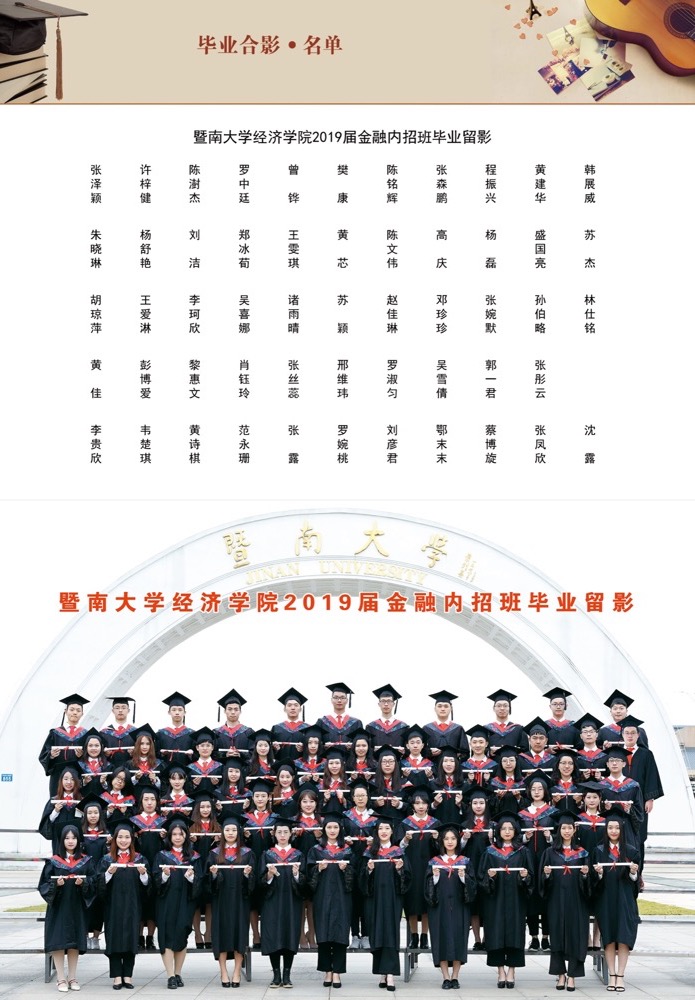 毕业合影·名单
暨南大学经济学院2019届金融内招班毕业留影
张泽颖 许梓健 陈澍杰 罗中廷 曾铧 樊康 陈铭辉 张森鹏 程振兴 黄建华 韩展威
朱晓琳 杨舒艳 刘洁 郑冰荀 王雯琪 黄芯 陈文伟 高庆 杨磊 盛国亮 苏杰
胡琼萍 王爱淋 李珂欣 吴喜娜 诸雨晴 苏颖 赵佳琳 邓珍珍 张婉默 孙伯略 林仕铭
黄佳 彭博爱 黎惠文 肖钰玲 张丝蕊 邢维玮 罗淑匀 吴雪倩 郭一君 张彤云
李贵欣 韦楚琪 黄诗棋 范永珊 张露 罗婉桃 刘彦君 鄂末末 蔡博旋 张凤欣 沈露
暨南大學
JINAN UNIVERSITY
暨南大学经济学院2019届金融内招班毕业留影